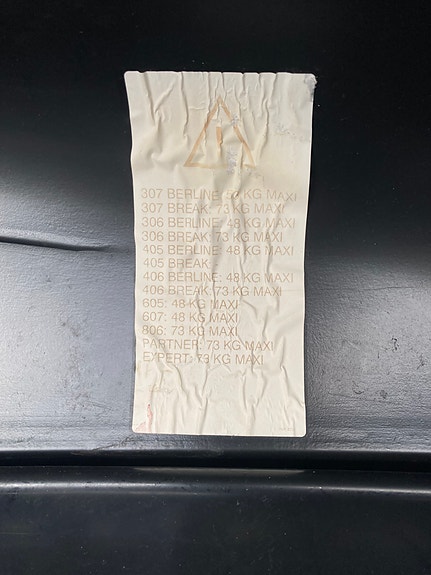 307 BERLINE: KG MAXI
307 BREAK: 73 KG MAXI
306 BERLINE: 48 KG MAXI
306 BREAK: 73 KG MAXI
405 BERLINE: 48 KG MAXI
405 BREAK: -
406 BERLINE: 48 KG MAXI
406 BREAK: 73 KG MAXI
605: 48 KG MAXI
607: 48 KG MAXI
806: 73 KG MAXI
PARTNER: 73 KG MAXI
EXPERT: 73 KG MAXI